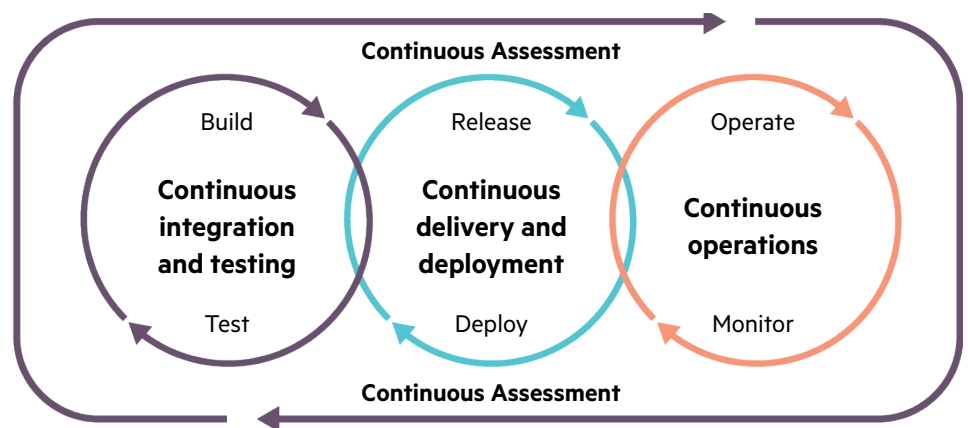 Continuous Assessment
Build
Continuous
integration
and testing
Test
Release
Continuous
delivery and
deployment
Deploy
Operate
Continuous
operations
Monitor
Continuous Assessment